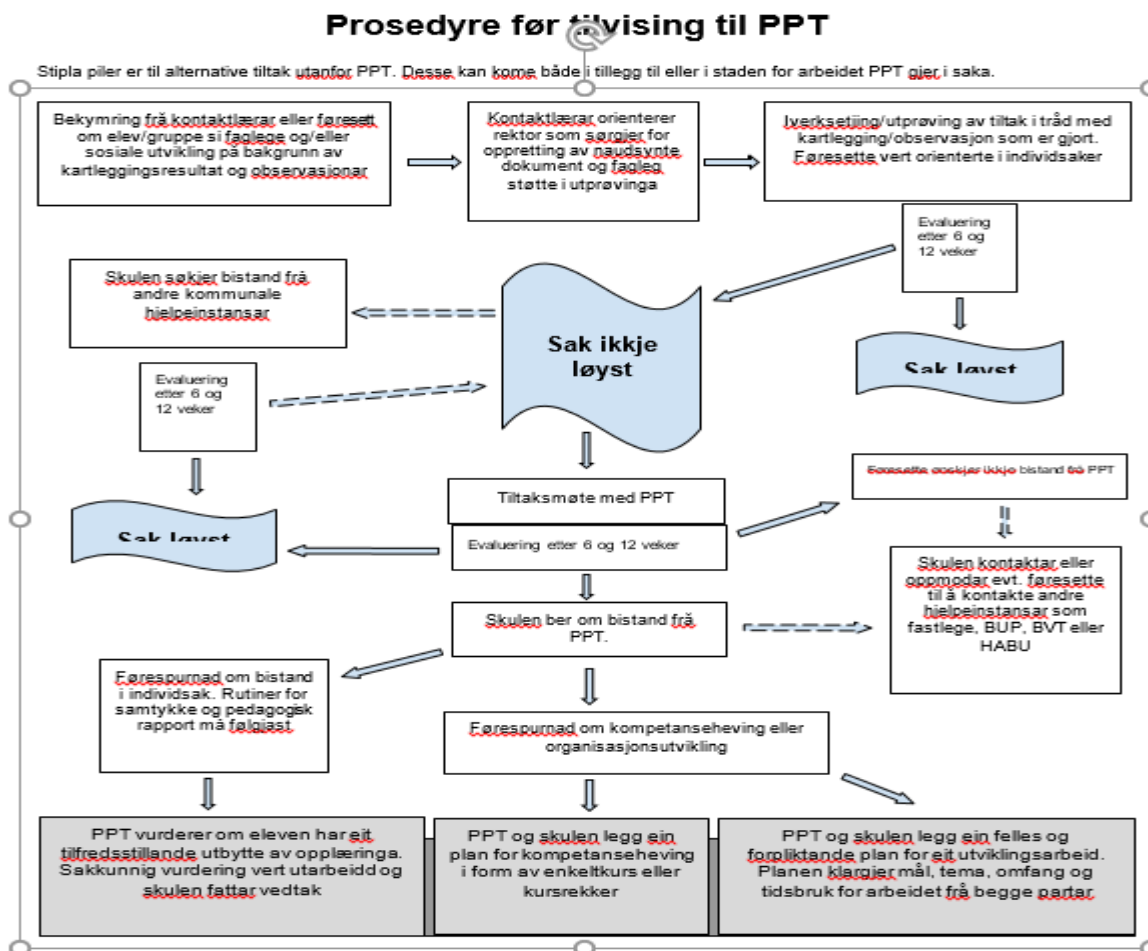 Prosedyre før tilvising til PPT
Stipla piler er til alternative tiltak utanfor PPT. Desse kan kome både i tillegg til eller i staden for arbeidet PPT gjer i saka.
Bekymring frå kontaktlærar eller føresett
om elev/gruppe si faglege og/eller
sosiale utvikling på bakgrunn av
kartleggingsresultat og observasjonar
Kontaktlærar orienterer
rektor som sørgjer for
oppretting av naudsynte
dokument og fagleg
støtte i utprøvinga
Iverksetjing/utprøving av tiltak i tråd med
kartlegging/observasjon som er gjort.
Føresette vert orienterte i individsaker
Evaluering
etter 6 og
12 veker
Skulen søkjer bistand frå
andre kommunale
hjelpeinstansar
Sak ikkje
løyst
Sak løyst
Evaluering
etter 6 og
12 veker
Føresette ønskjer ikkje bistand frå PPT
Tiltaksmøte med PPT
Sak løyst
Evaluering etter 6 og 12 veker
Skulen kontaktar eller
oppmodar evt. føresette
til å kontakte andre
hjelpeinstansar som
fastlege, BUP, BVT eller
HABU
Skulen ber om bistand frå
PPT.
Førespurnad om bistand
i individsak. Rutiner for
samtykke og pedagogisk
rapport må følgjast
Førespurnad om kompetanseheving eller
organisasjonsutvikling
PPT vurderer om eleven har eit
tilfredsstillande utbytte av opplæringa.
Sakkunnig vurdering vert utarbeidd og
skulen fattar vedtak
PPT og skulen legg ein
plan for kompetanseheving
i form av enkeltkurs eller
kursrekker
PPT og skulen legg ein felles og
forpliktande plan for eit utviklingsarbeid.
Planen klargjer mål, tema, omfang og
tidsbruk for arbeidet frå begge partar